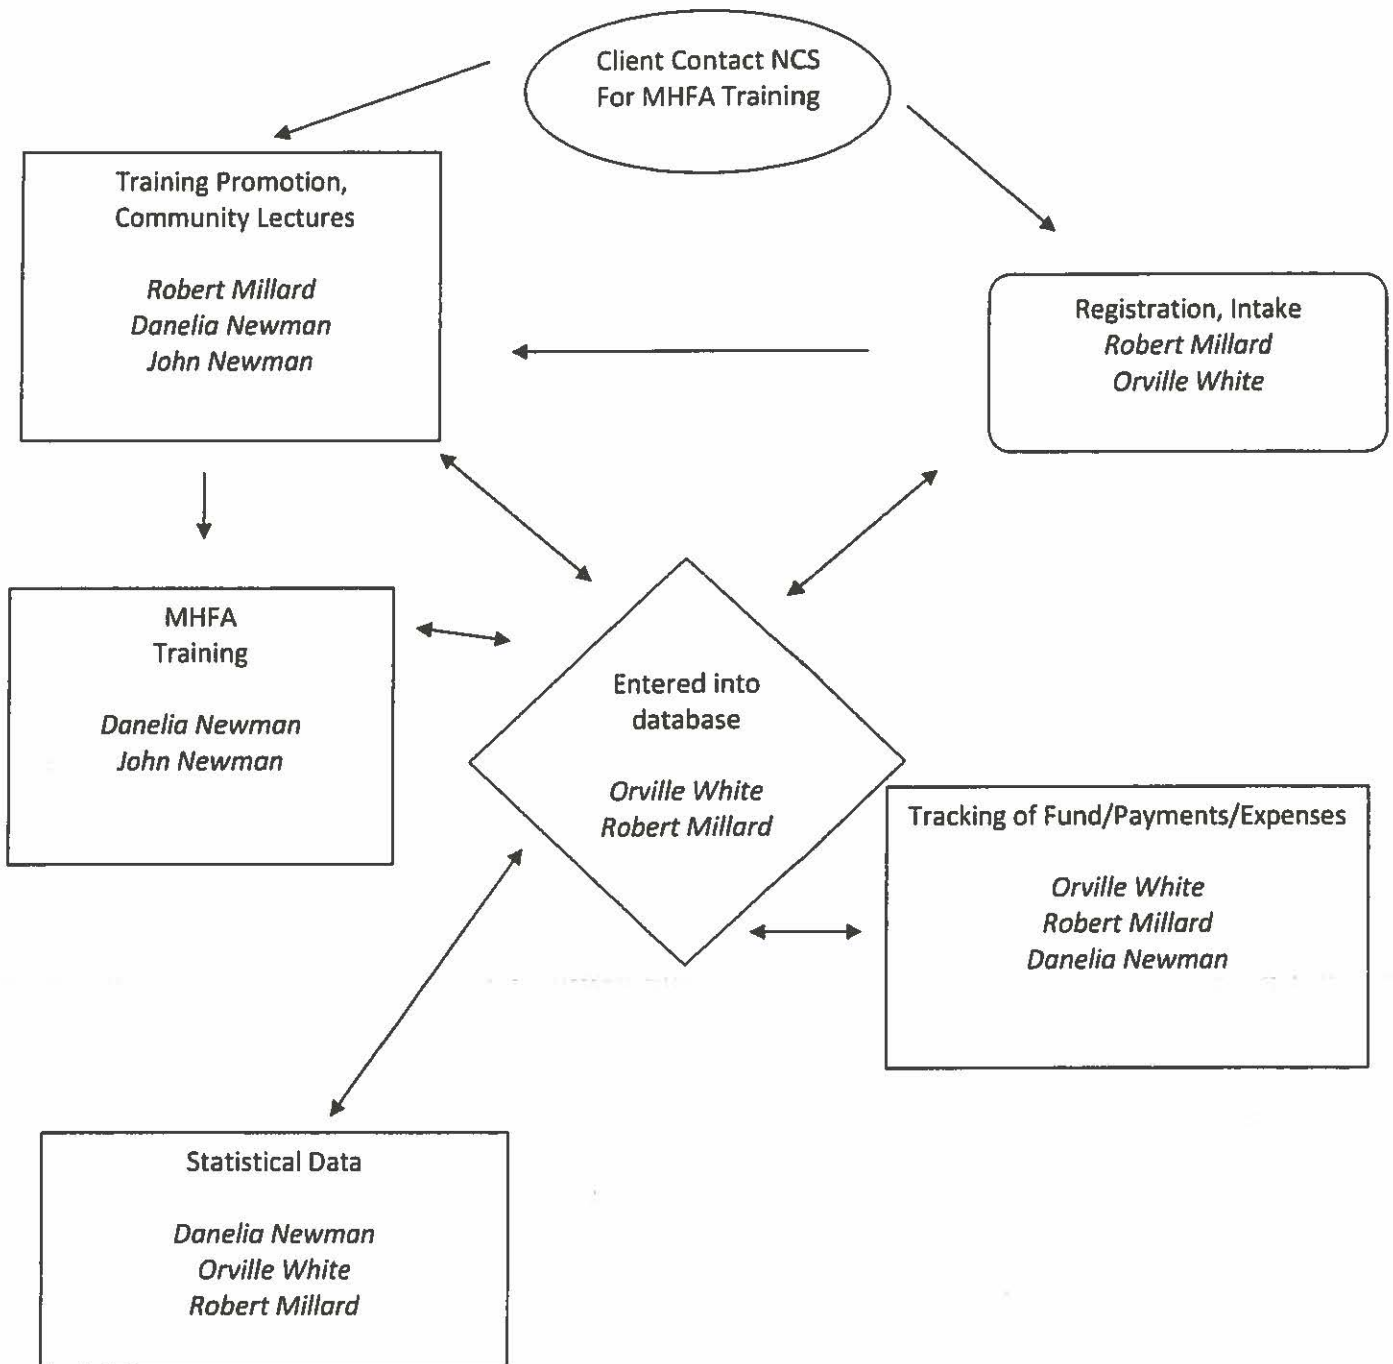 Client Contact NCS
For MHFA Training
Training Promotion,
Community Lectures
Robert Millard
Danelia Newman
John Newman
Registration, Intake
Robert Millard
Orville White
MHFA
Training
Danelia Newman
John Newman
Entered into
database
Orville White
Robert Millard
Tracking of Fund/Payments/Expenses
Orville White
Robert Millard
Danelia Newman
Statistical Data
Danelia Newman
Orville White
Robert Millard